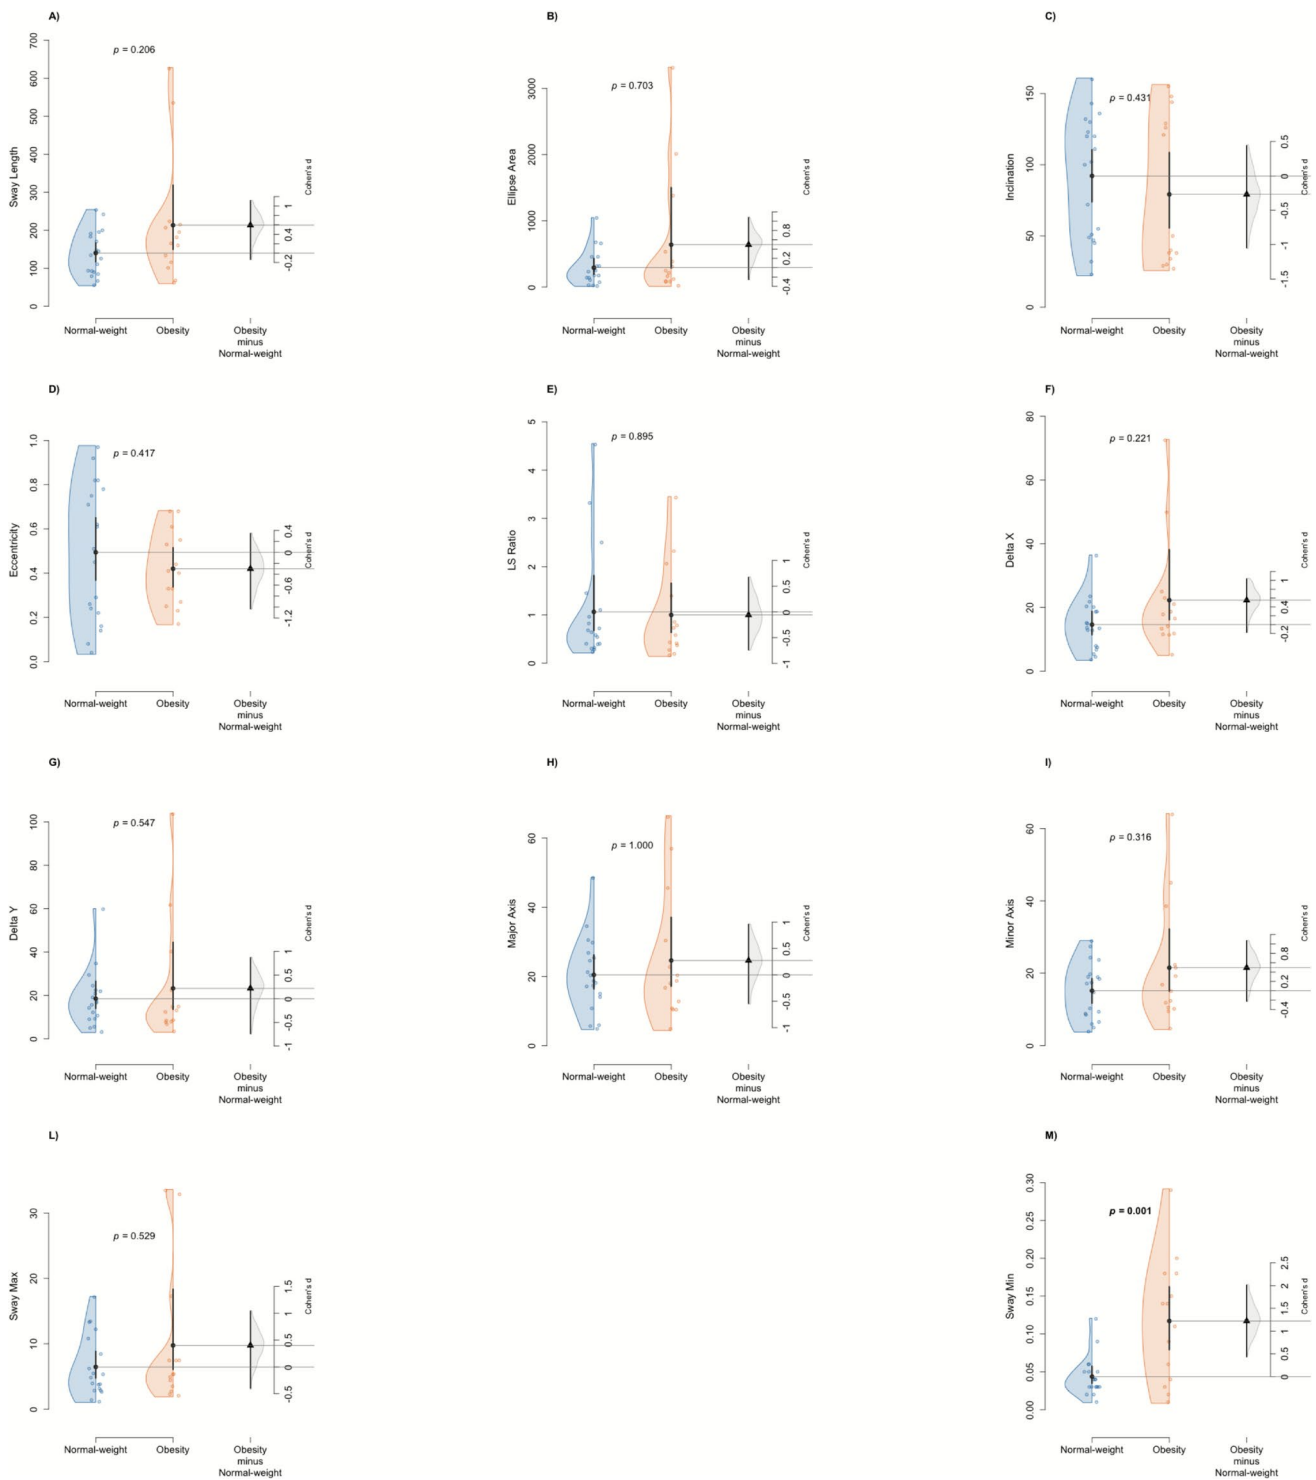 A)
p = 0.206
Sway Length
0
100
200
300
400
500
600
700
Cohen's d
-0.2
0.4
1
Normal-weight
Obesity
Obesity
minus
Normal-weight
B)
p = 0.703
Ellipse Area
0
1000
2000
3000
Cohen's d
-0.4
0.2
0.8
Normal-weight
Obesity
Obesity
minus
Normal-weight
C)
p = 0.431
Inclination
0
50
100
150
Cohen's d
-1.5
-1
-0.5
0
0.5
Normal-weight
Obesity
Obesity
minus
Normal-weight
D)
p = 0.417
Eccentricity
0.0
0.2
0.4
0.6
0.8
1.0
Cohen's d
-1.2
-0.6
0
0.4
Normal-weight
Obesity
Obesity
minus
Normal-weight
E)
p = 0.895
LS Ratio
0
1
2
3
4
5
Cohen's d
-1
-0.5
0
0.5
1
Normal-weight
Obesity
Obesity
minus
Normal-weight
F)
p = 0.221
Delta X
0
20
40
60
80
Cohen's d
-0.2
0.4
1
Normal-weight
Obesity
Obesity
minus
Normal-weight
G)
p = 0.547
Delta Y
0
20
40
60
80
100
Cohen's d
-1
-0.5
0
0.5
1
Normal-weight
Obesity
Obesity
minus
Normal-weight
H)
p = 1.000
Major Axis
0
20
40
60
Cohen's d
-1
-0.5
0
0.5
1
Normal-weight
Obesity
Obesity
minus
Normal-weight
I)
p = 0.316
Minor Axis
0
20
40
60
Cohen's d
-0.4
0.2
0.8
Normal-weight
Obesity
Obesity
minus
Normal-weight
L)
p = 0.529
Sway Max
0
10
20
30
Cohen's d
-0.5
0
0.5
1
1.5
Normal-weight
Obesity
Obesity
minus
Normal-weight
M)
p = 0.001
Sway Min
0.00
0.05
0.10
0.15
0.20
0.25
0.30
Cohen's d
0
0.5
1
1.5
2
2.5
Normal-weight
Obesity
Obesity
minus
Normal-weight